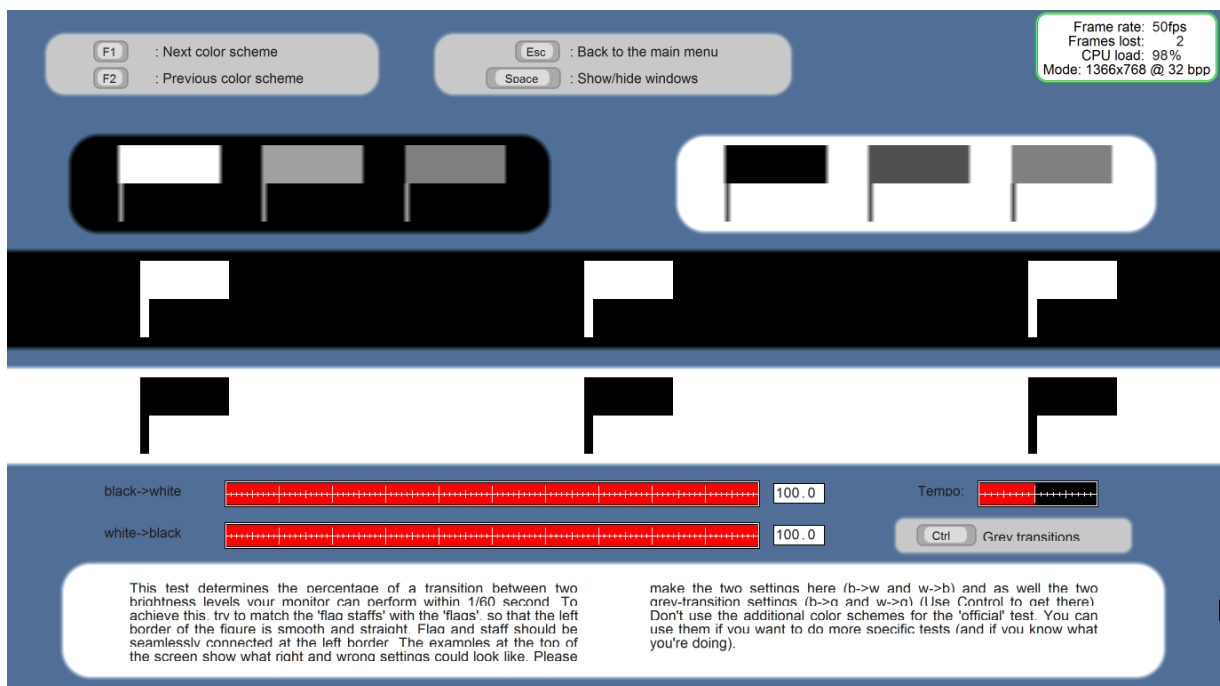 F1 : Next color scheme
F2 : Previous color scheme
Esc : Back to the main menu
Space : Show/hide windows
Frame rate: 50fps
Frames lost: 2
CPU load: 98%
Mode: 1366x768 @ 32 bpp
black->white 100.0
Tempo:
white->black 100.0
Ctrl Grey transitions
This test determines the percentage of a transition between two
brightness levels your monitor can perform within 1/60 second. To
achieve this, try to match the 'flag staffs' with the 'flags', so that the left
border of the figure is smooth and straight. Flag and staff should be
seamlessly connected at the left border. The examples at the top of
the screen show what right and wrong settings could look like. Please
make the two settings here (b->w and w->b) and as well the two
grey-transition settings (b->g and w->g) (Use Control to get there).
Don't use the additional color schemes for the 'official' test. You can
use them if you want to do more specific tests (and if you know what
you're doing).